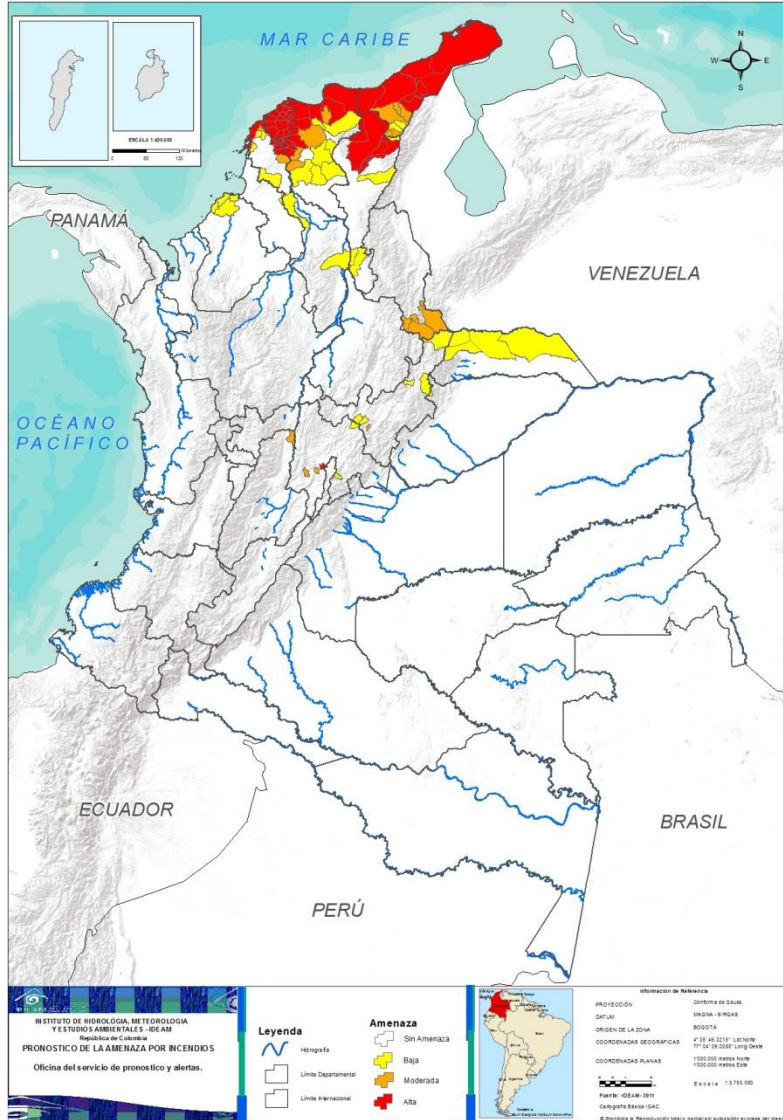 MAR CARIBE
N
W
E
S
ESCALA 1:400.000
PANAMÁ
VENEZUELA
OCÉANO
PACÍFICO
ECUADOR
BRASIL
PERÚ
INSTITUTO DE HIDROLOGIA, METEOROLOGIA
Y ESTUDIOS AMBIENTALES - IDEAM
República de Colombia
PRONOSTICO DE LA AMENAZA POR INCENDIOS
Oficina del servicio de pronostico y alertas.
Leyenda
Hidrografía
Límite Departamental
Límite Internacional
Amenaza
Sin Amenaza
Baja
Moderada
Alta
Información de Referencia
PROYECCIÓN Conforme de Gauss
DATUM MAGNA - SIRGAS
ORIGEN DE LA ZONA BOGOTÁ
COORDENADAS GEOGRÁFICAS
COORDENADAS PLANAS 1'000.000 metros Norte
1'000.000 metros Este
Escala 1:3.750.000
Fuente: IDEAM - 2011
Cartografía Básica IGAC